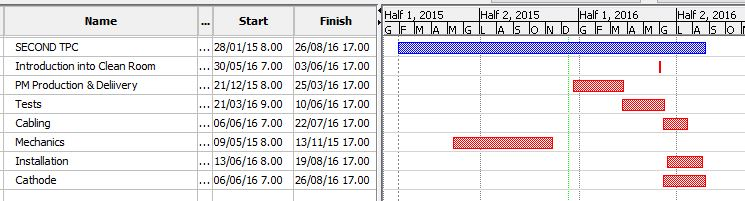 Name ... Start Finish Half 1, 2015 Half 2, 2015 Half 1, 2016 Half 2, 2016
G F M A M G L A S O N D G F M A M G L A S
SECOND TPC ... 28/01/15 8.00 26/08/16 17.00
Introduction into Clean Room ... 30/05/16 7.00 03/06/16 17.00
PM Production & Deliivery ... 21/12/15 8.00 25/03/16 17.00
Tests ... 21/03/16 9.00 10/06/16 17.00
Cabling ... 06/06/16 7.00 22/07/16 17.00
Mechanics ... 09/05/15 8.00 13/11/15 17.00
Installation ... 13/06/16 8.00 19/08/16 17.00
Cathode ... 06/06/16 7.00 26/08/16 17.00